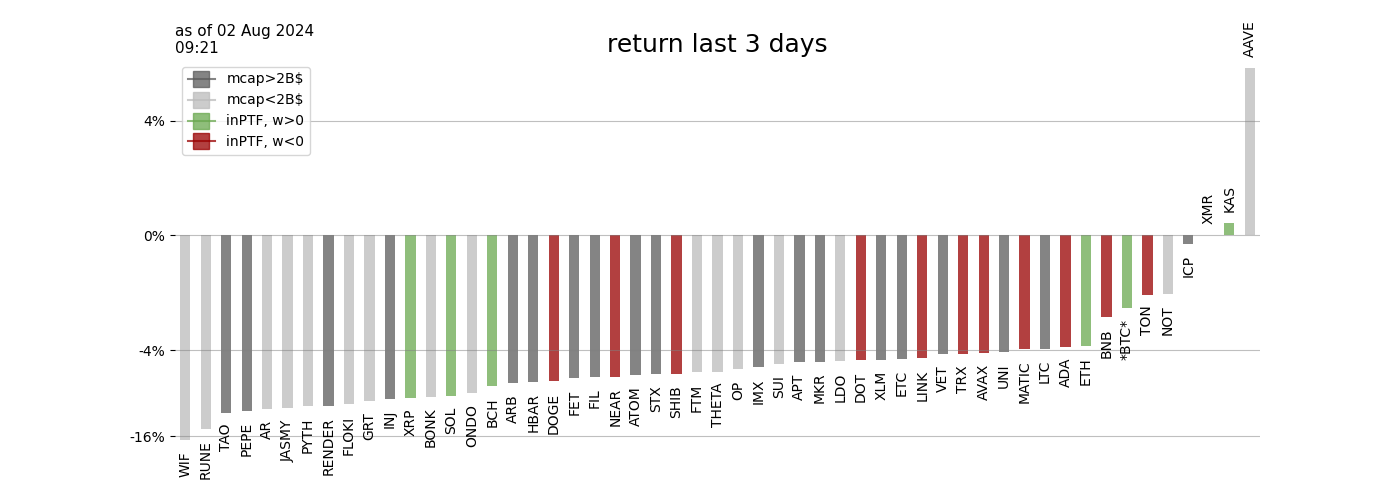 as of 02 Aug 2024
09:21
return last 3 days
mcap>2B$
mcap<2B$
inPTF, w>0
inPTF, w<0
4%
0%
-4%
-16%
WIF
RUNE
TAO
PEPE
AR
JASMY
PYTH
RENDER
FLOKI
GRT
INJ
XRP
BONK
SOL
ONDO
BCH
ARB
HBAR
DOGE
FET
FIL
NEAR
ATOM
STX
SHIB
FTM
THETA
OP
IMX
SUI
APT
MKR
LDO
DOT
XLM
ETC
LINK
VET
TRX
AVAX
UNI
MATIC
LTC
ADA
ETH
BNB
*BTC*
TON
NOT
ICP
XMR
KAS
AAVE